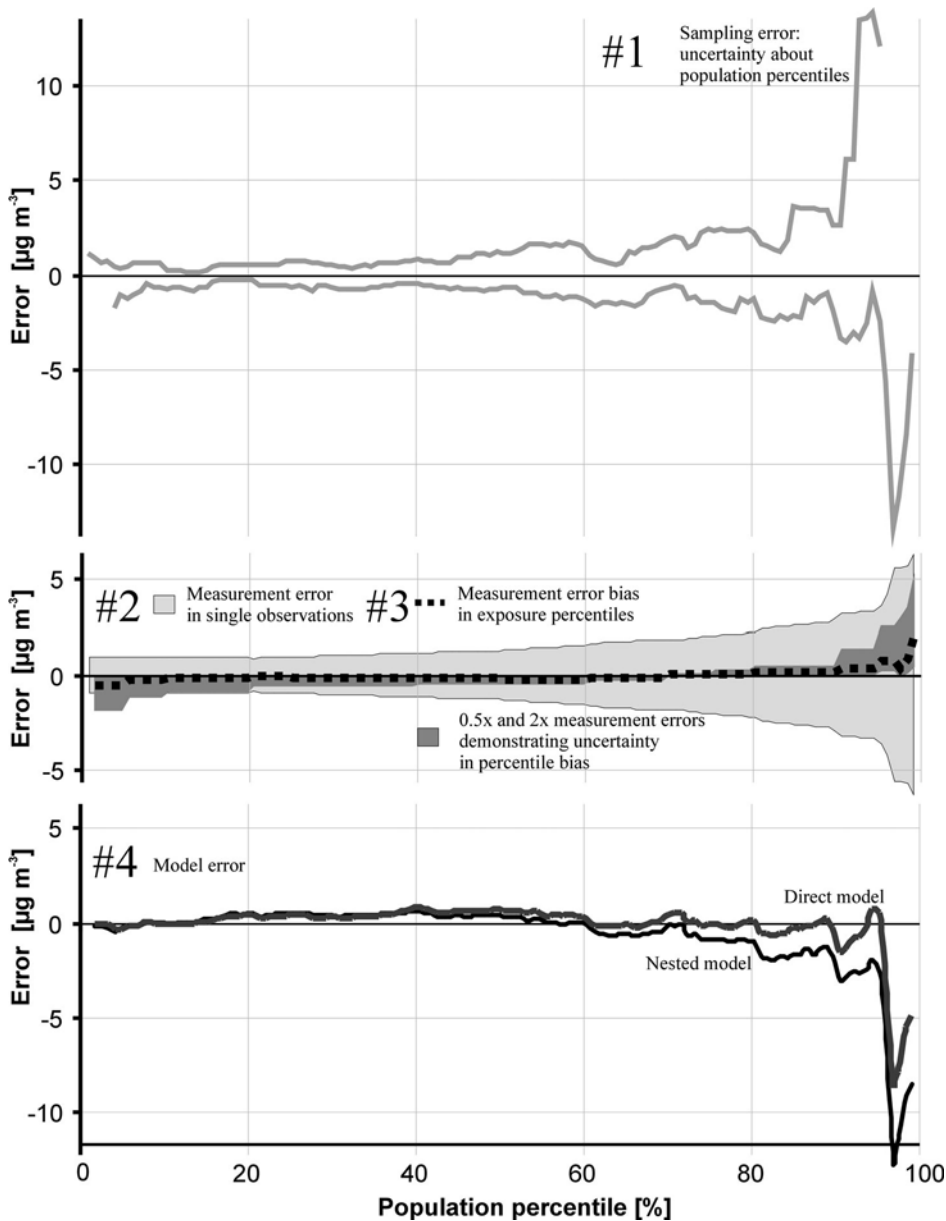 #1
Sampling error:
uncertainty about
population percentiles
Error [µg m⁻³]
10
5
0
-5
-10
#2
Measurement error
in single observations
#3
Measurement error bias
in exposure percentiles
Error [µg m⁻³]
5
0
-5
0.5x and 2x measurement errors
demonstrating uncertainty
in percentile bias
#4 Model error
Error [µg m⁻³]
5
0
-5
-10
Direct model
Nested model
0 20 40 60 80 100
Population percentile [%]